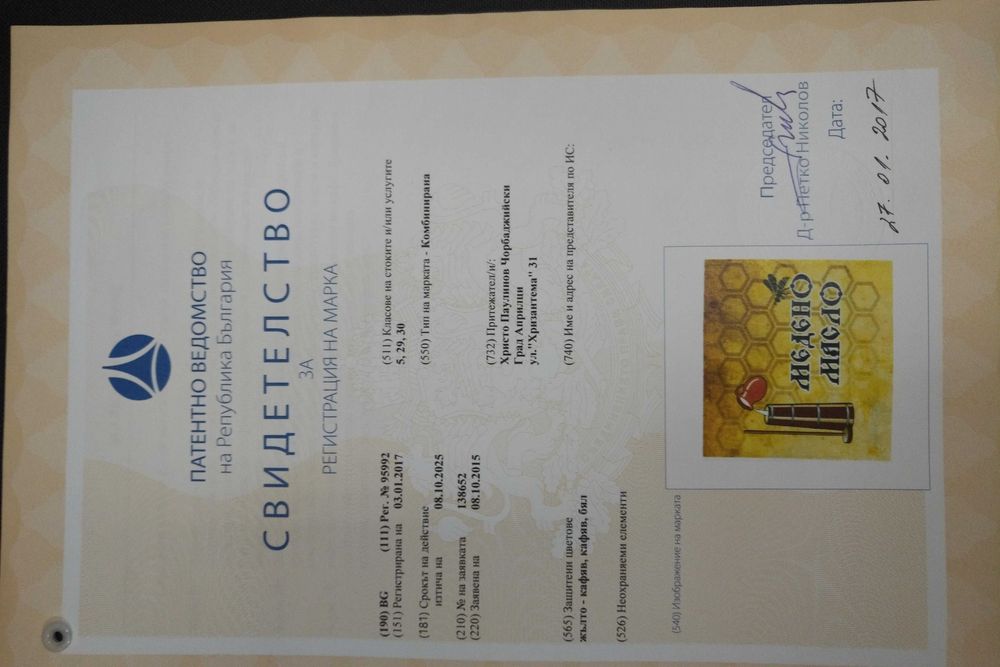 ПАТЕНТНО ВЕДОМСТВО
на Република България
СВИДЕТЕЛСТВО
ЗА
РЕГИСТРАЦИЯ НА МАРКА
(190) BG (111) Рег. № 95992
(151) Регистрирана на 03.01.2017
(181) Срокът на действие
изтича на 08.10.2025
(210) № на заявката 138652
(220) Заявена на 08.10.2015
(511) Класове на стоките и/или услугите
5, 29, 30
(550) Тип на марката - Комбинирана
(732) Притежател/и/:
Христо Паулинов Чорбаджийски
Град Априлци
ул."Хризантема" 31
(565) Защитени цветове
жълто - кафяв, кафяв, бял
(740) Име и адрес на представителя по ИС:
(526) Неохраняеми елементи
(540) Изображение на марката
МЕДЕНО
МАСЛО
Председател
Д-р Петко Николов
Дата:
27. 01. 2017